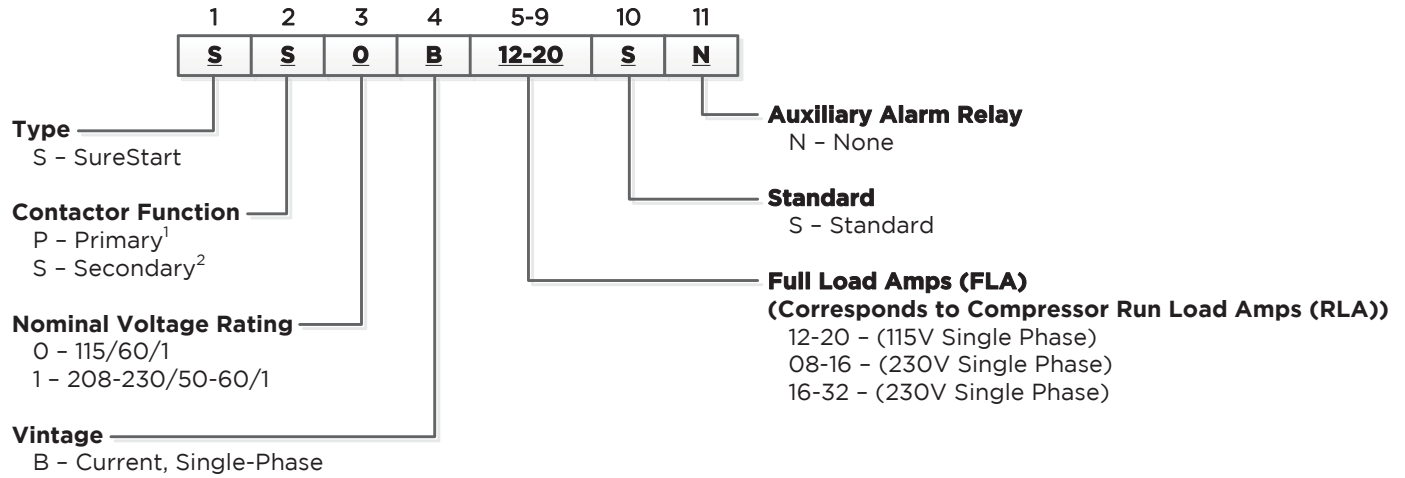 1 2 3 4 5-9 10 11
S S 0 B 12-20 S N
Type
S – SureStart
Contactor Function
P – Primary1
S – Secondary2
Nominal Voltage Rating
0 – 115/60/1
1 – 208-230/50-60/1
Vintage
B – Current, Single-Phase
Auxiliary Alarm Relay
N – None
Standard
S – Standard
Full Load Amps (FLA)
(Corresponds to Compressor Run Load Amps (RLA))
12-20 – (115V Single Phase)
08-16 – (230V Single Phase)
16-32 – (230V Single Phase)